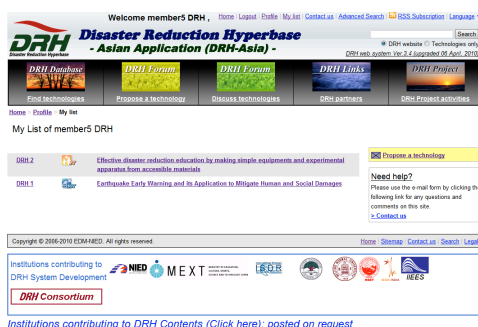 Welcome member5 DRH , Home | Logout | Profile | My list | Contact us | Advanced Search | RSS Subscription | Language
DRH
Disaster Reduction Hyperbase
Disaster Reduction Hyperbase
- Asian Application (DRH-Asia) -
Search
DRH website Technologies only
DRH web system Ver.3.4 (upgraded 06 April, 2010)
DRH Database
DRH Forum
DRH Forum
DRH Links
DRH Project
Find technologies
Propose a technology
Discuss technologies
DRH partners
DRH Project activities
Home > Profile > My list
My List of member5 DRH
DRH 2
Effective disaster reduction education by making simple equipments and experimental
apparatus from accessible materials
DRH 1
Earthquake Early Warning and its Application to Mitigate Human and Social Damages
Propose a technology
Need help?
Please use the e-mail form by clicking the
following link for any questions and
comments on this site.
> Contact us
Copyright © 2006-2010 EDM-NIED. All rights reserved.
Home | Sitemap | Contact us | Search | Legal
Institutions contributing to
DRH System Development
NIED
MEXT
IIEES
DRH Consortium
Institutions contributing to DRH Contents (Click here): posted on request